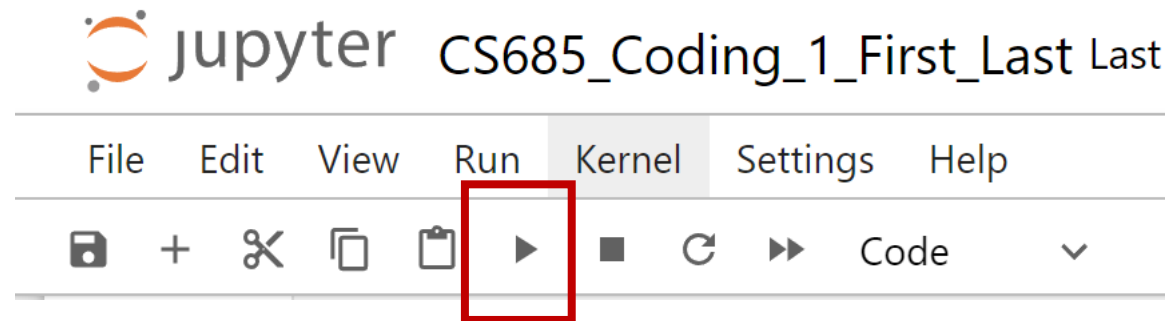 jupyter CS685_Coding_1_First_Last Last
File Edit View Run Kernel Settings Help
Code